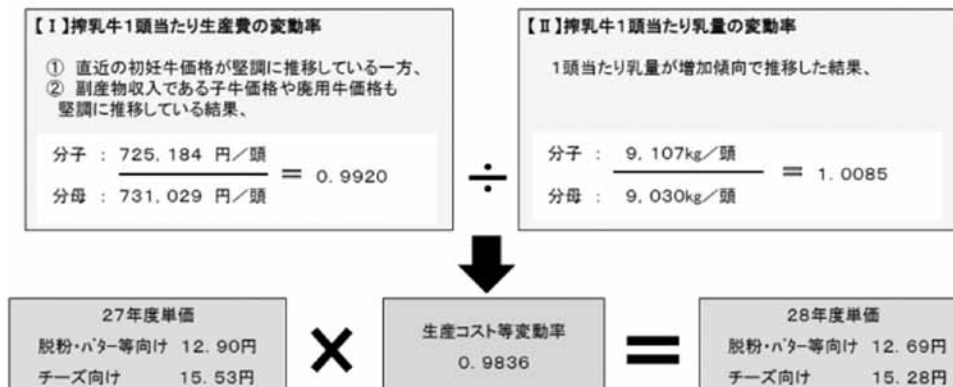 【Ⅰ】搾乳牛1頭当たり生産費の変動率
① 直近の初妊牛価格が堅調に推移している一方、
② 副産物収入である子牛価格や廃用牛価格も
堅調に推移している結果、
分子 : 725,184 円/頭
分母 : 731,029 円/頭
= 0.9920
÷
【Ⅱ】搾乳牛1頭当たり乳量の変動率
1頭当たり乳量が増加傾向で推移した結果、
分子 : 9,107kg/頭
分母 : 9,030kg/頭
= 1.0085
27年度単価
脱粉・バター等向け 12.90円
チーズ向け 15.53円
×
生産コスト等変動率
0.9836
=
28年度単価
脱粉・バター等向け 12.69円
チーズ向け 15.28円